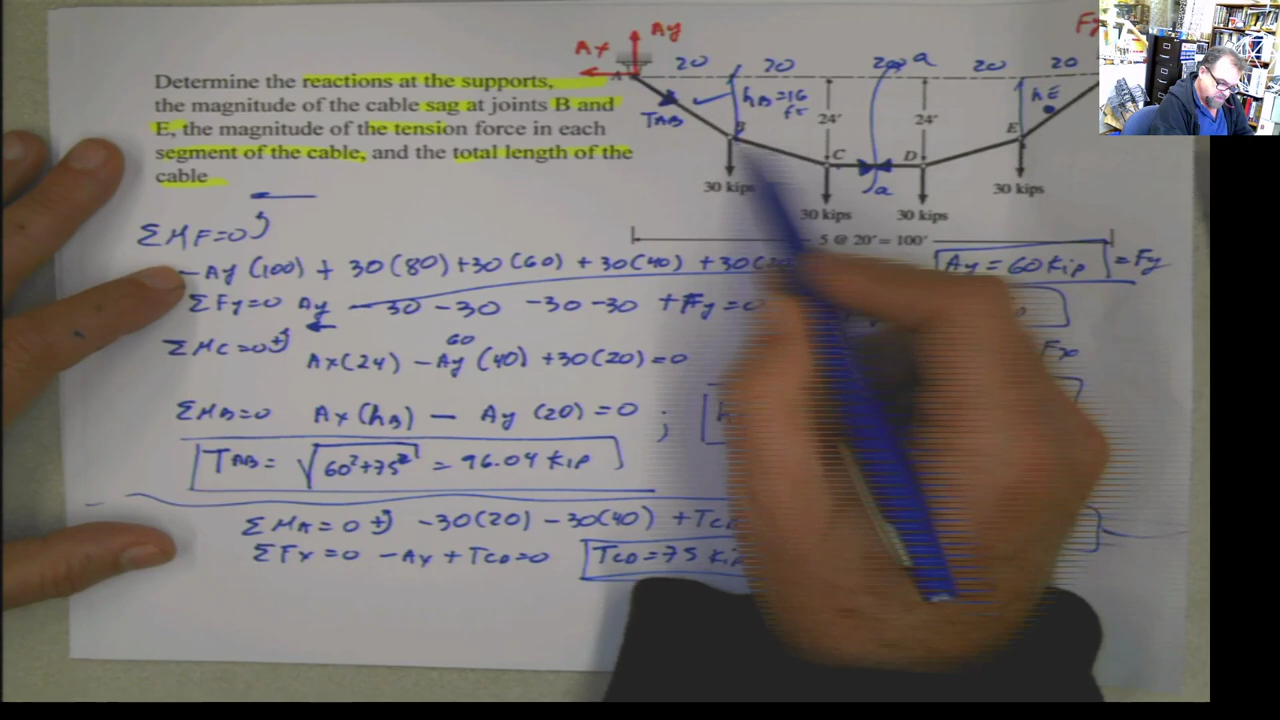 Determine the reactions at the supports,
the magnitude of the cable sag at joints B and
E, the magnitude of the tension force in each
segment of the cable, and the total length of the
cable
Ax Ay
A
20 20 20 a 20 20
TAB
hB=16
ft
24'
24'
hE
B C D E
a
30 kips
30 kips 30 kips
30 kips
5 @ 20' = 100'
ΣMF=0
-Ay (100) + 30(80) +30(60) +30(40) +30(20 Ay = 60 kip = Fy
ΣFy=0 Ay -30 -30 -30 -30 +Fy=0
ΣMC=0 Ax(24) -Ay (40) +30(20)=0
60
Fx
ΣMB=0 Ax(hB) - Ay (20) =0 ;
TAB= √60²+75² = 96.04 kip
ΣMA=0 + -30(20) -30(40) +TCD
ΣFx=0 -Ax +TCD=0 TCD=75 kip